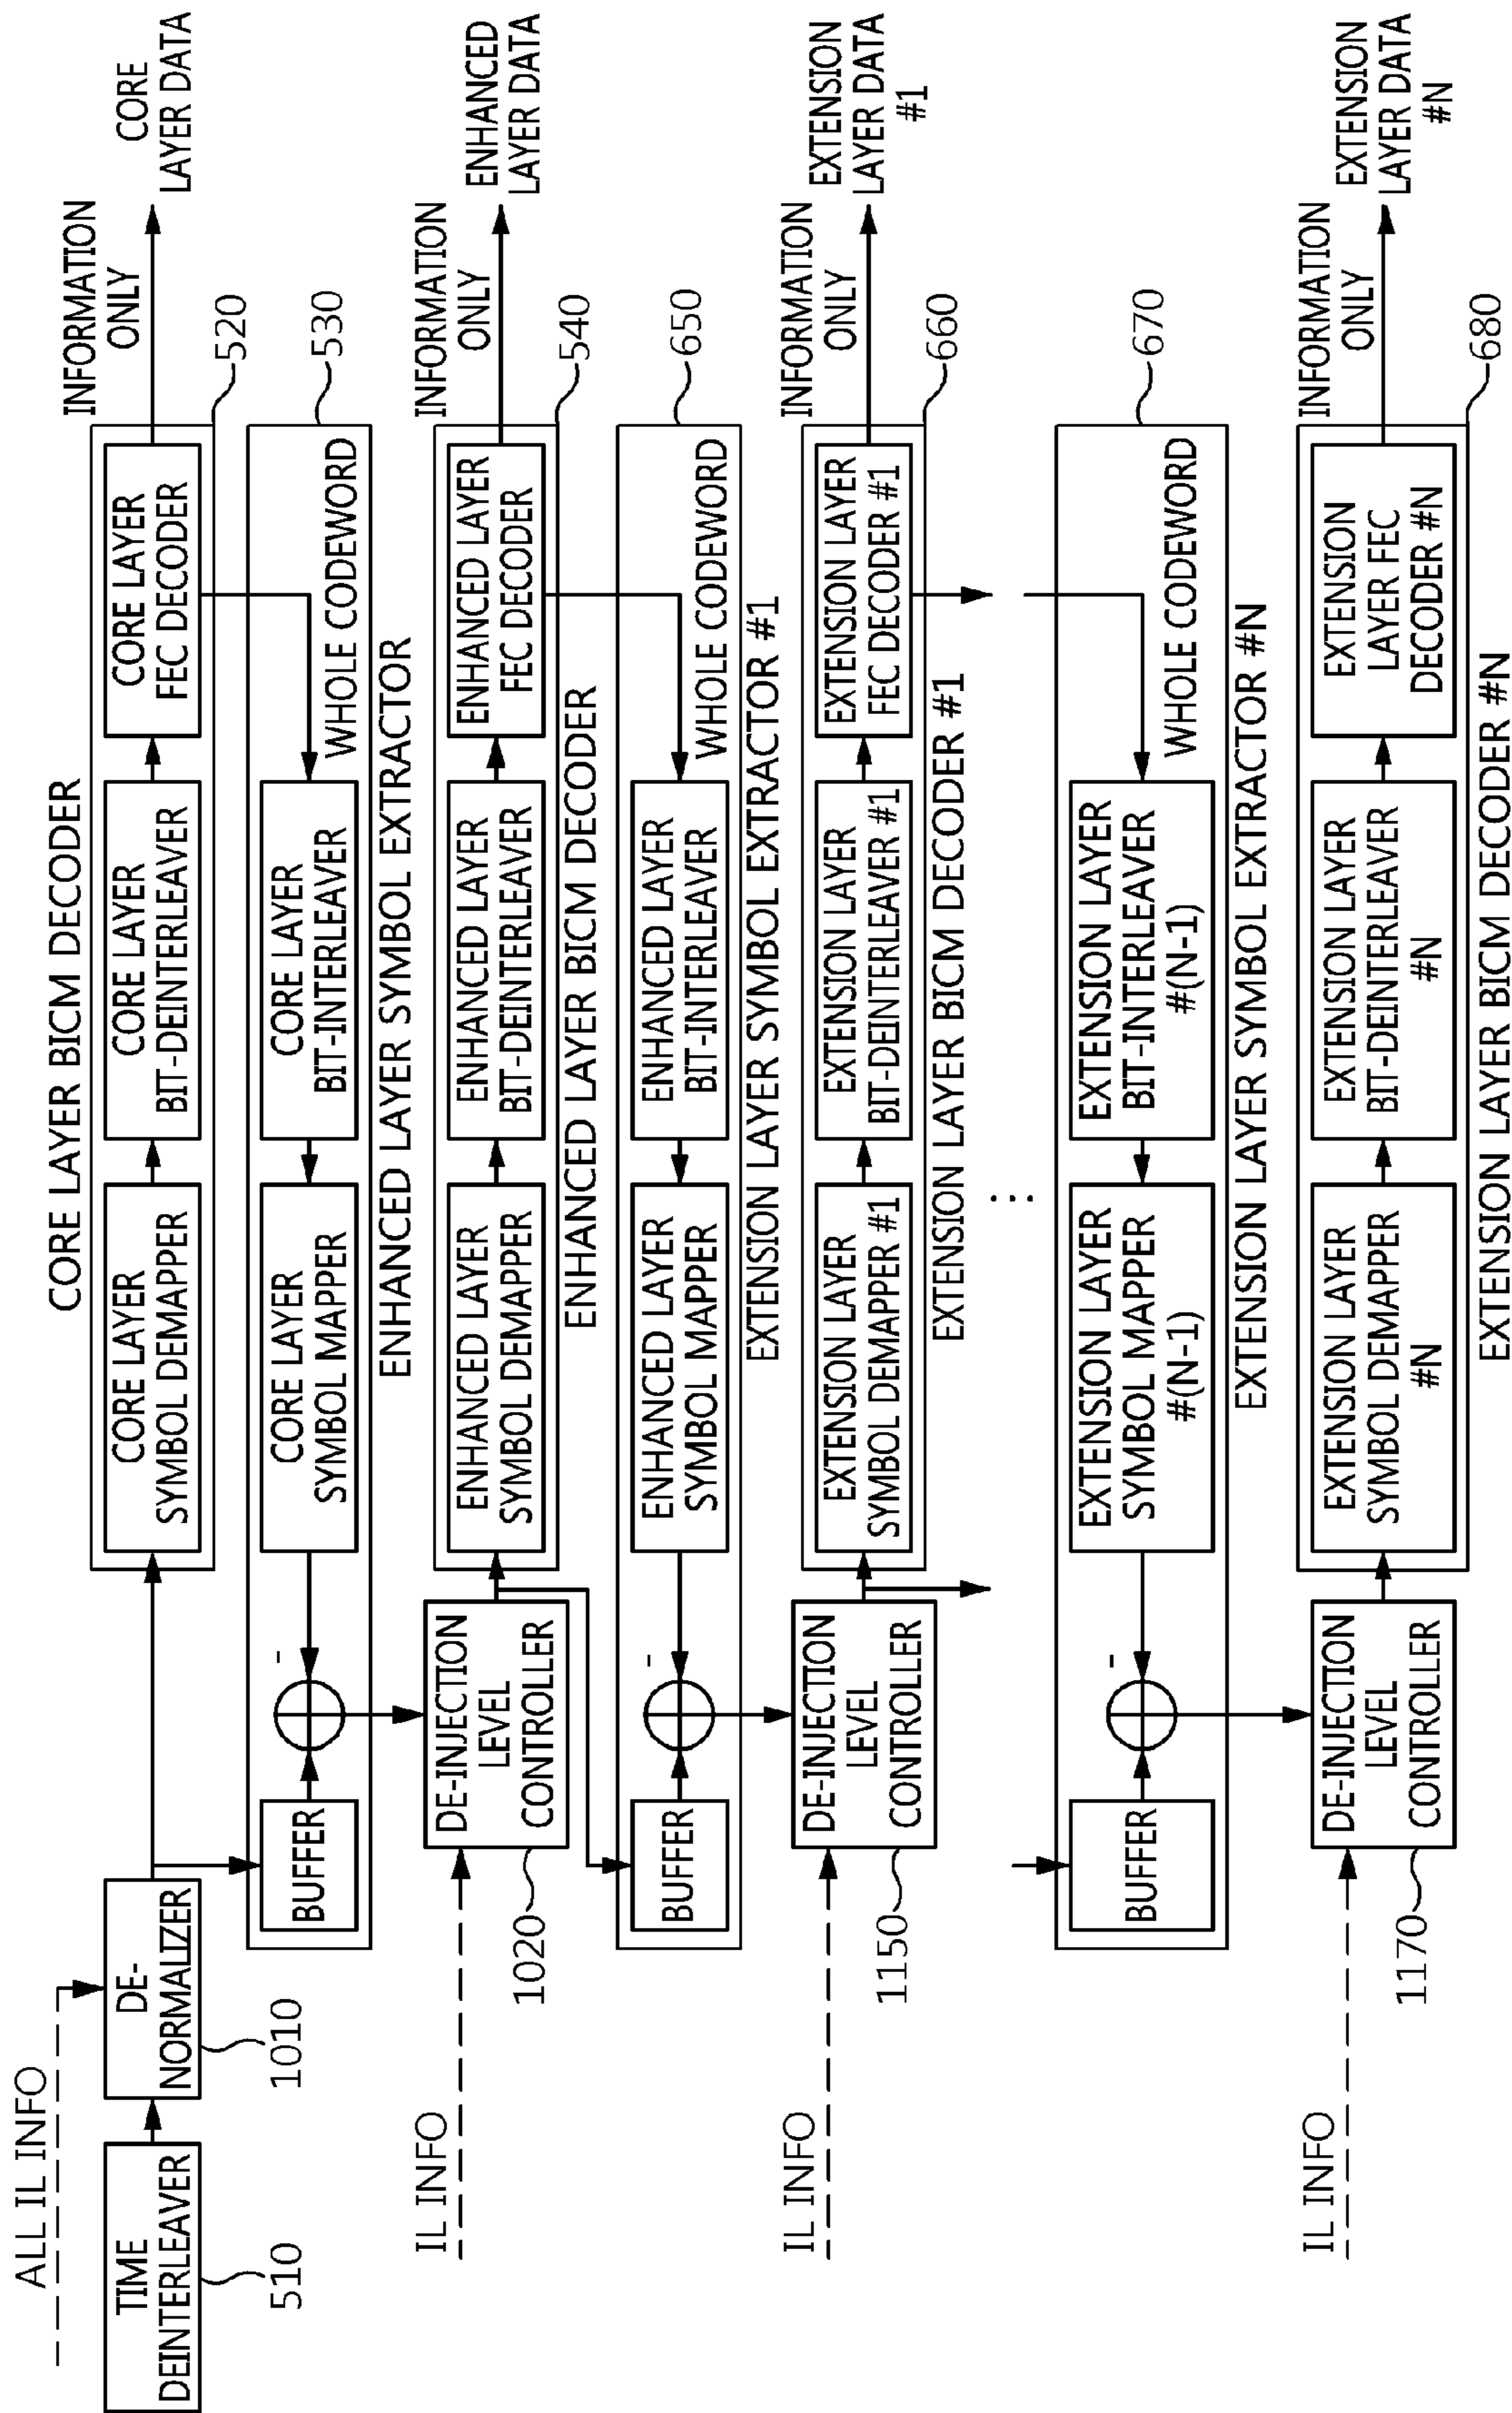 ALL IL INFO
TIME
DEINTERLEAVER
510
DE-
NORMALIZER
1010
CORE LAYER BICM DECODER
CORE LAYER
SYMBOL DEMAPPER
CORE LAYER
BIT-DEINTERLEAVER
CORE LAYER
FEC DECODER
INFORMATION
ONLY
CORE
LAYER DATA
520
BUFFER
-
CORE LAYER
SYMBOL MAPPER
CORE LAYER
BIT-INTERLEAVER
WHOLE CODEWORD
530
ENHANCED LAYER SYMBOL EXTRACTOR
IL INFO
DE-INJECTION
LEVEL
CONTROLLER
1020
ENHANCED LAYER
SYMBOL DEMAPPER
ENHANCED LAYER
BIT-DEINTERLEAVER
ENHANCED LAYER
FEC DECODER
INFORMATION
ONLY
ENHANCED
LAYER DATA
540
ENHANCED LAYER BICM DECODER
BUFFER
-
ENHANCED LAYER
SYMBOL MAPPER
ENHANCED LAYER
BIT-INTERLEAVER
WHOLE CODEWORD
650
EXTENSION LAYER SYMBOL EXTRACTOR #1
IL INFO
DE-INJECTION
LEVEL
CONTROLLER
1150
EXTENSION LAYER
SYMBOL DEMAPPER #1
EXTENSION LAYER
BIT-DEINTERLEAVER #1
EXTENSION LAYER
FEC DECODER #1
INFORMATION
ONLY
EXTENSION
LAYER DATA
#1
660
EXTENSION LAYER BICM DECODER #1
...
BUFFER
-
EXTENSION LAYER
SYMBOL MAPPER
#(N-1)
EXTENSION LAYER
BIT-INTERLEAVER
#(N-1)
WHOLE CODEWORD
670
EXTENSION LAYER SYMBOL EXTRACTOR #N
IL INFO
DE-INJECTION
LEVEL
CONTROLLER
1170
EXTENSION LAYER
SYMBOL DEMAPPER
#N
EXTENSION LAYER
BIT-DEINTERLEAVER
#N
EXTENSION
LAYER FEC
DECODER #N
INFORMATION
ONLY
EXTENSION
LAYER DATA
#N
680
EXTENSION LAYER BICM DECODER #N